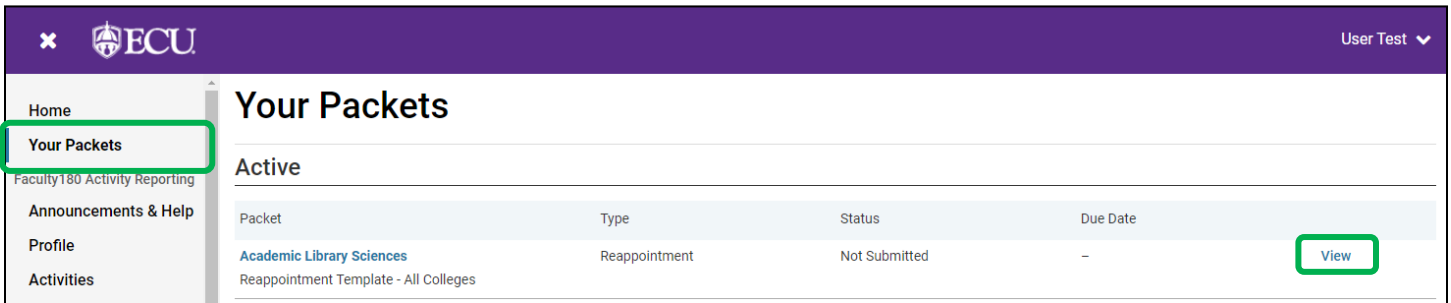 ✖ ECU User Test
Home
Your Packets
Faculty180 Activity Reporting
Announcements & Help
Profile
Activities
Your Packets
Active
Packet Type Status Due Date
Academic Library Sciences Reappointment Not Submitted – View
Reappointment Template - All Colleges